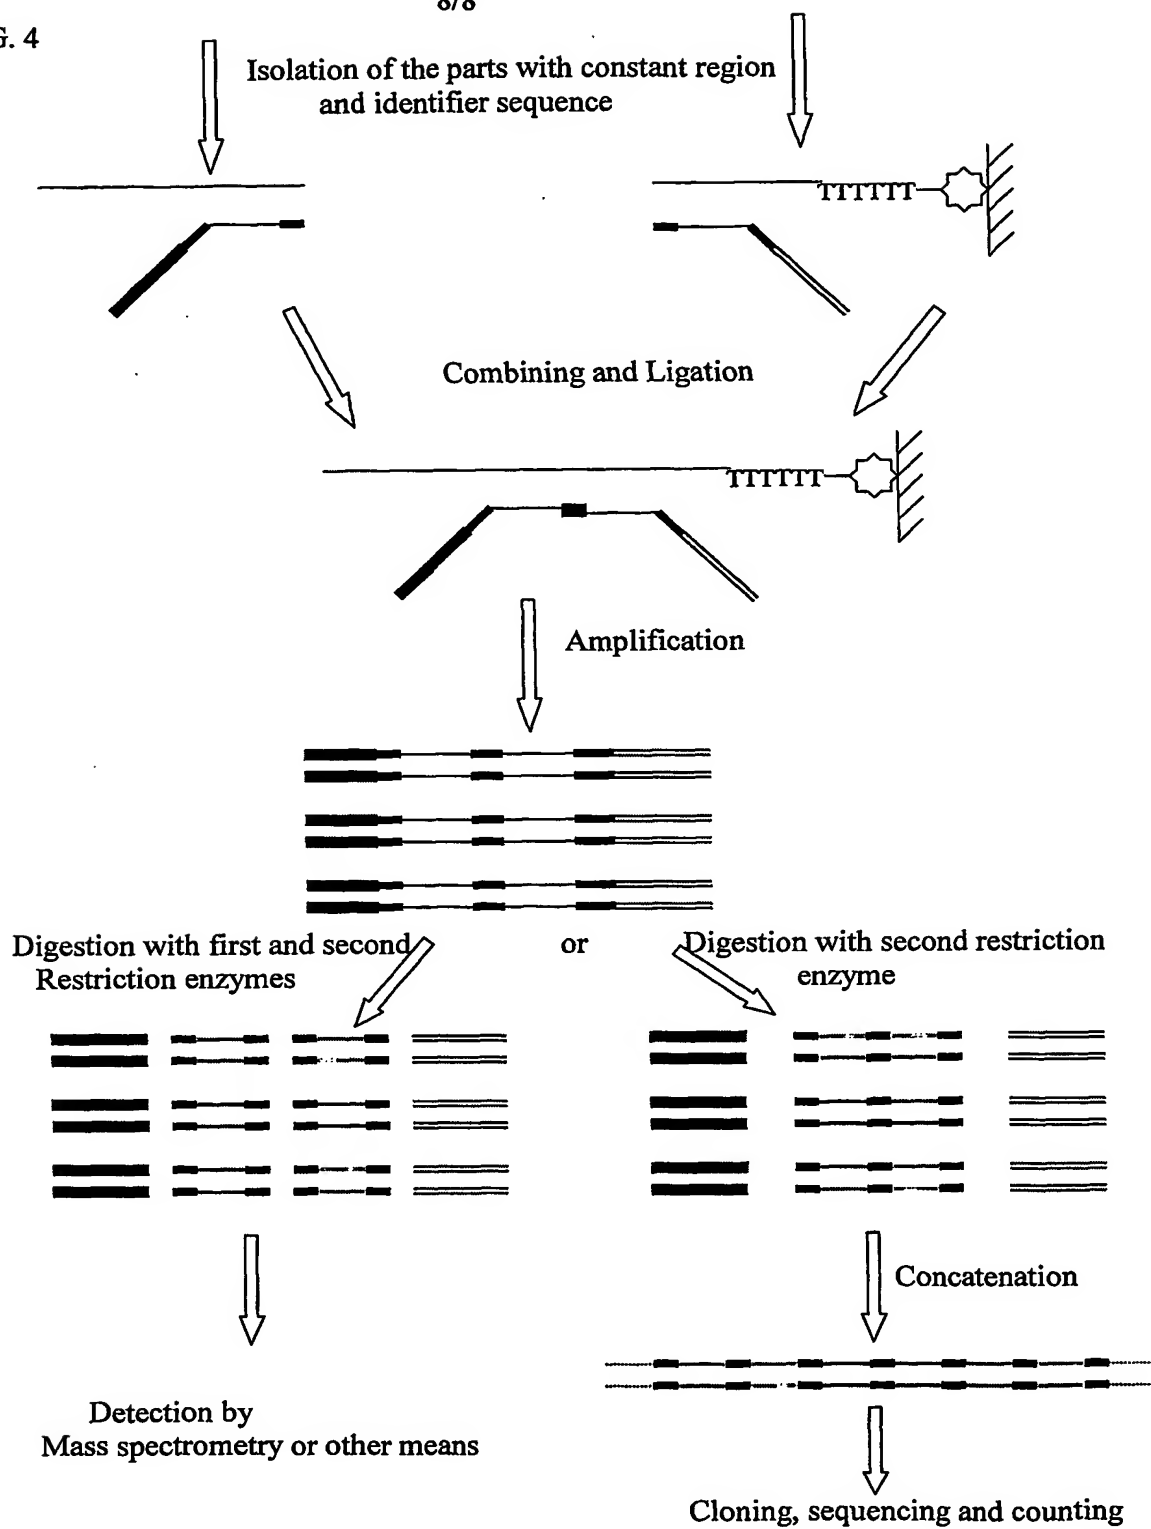 8/8
G. 4
Isolation of the parts with constant region
and identifier sequence
TTTTTT
Combining and Ligation
TTTTTT
Amplification
Digestion with first and second
Restriction enzymes
or
Digestion with second restriction
enzyme
Concatenation
Detection by
Mass spectrometry or other means
Cloning, sequencing and counting